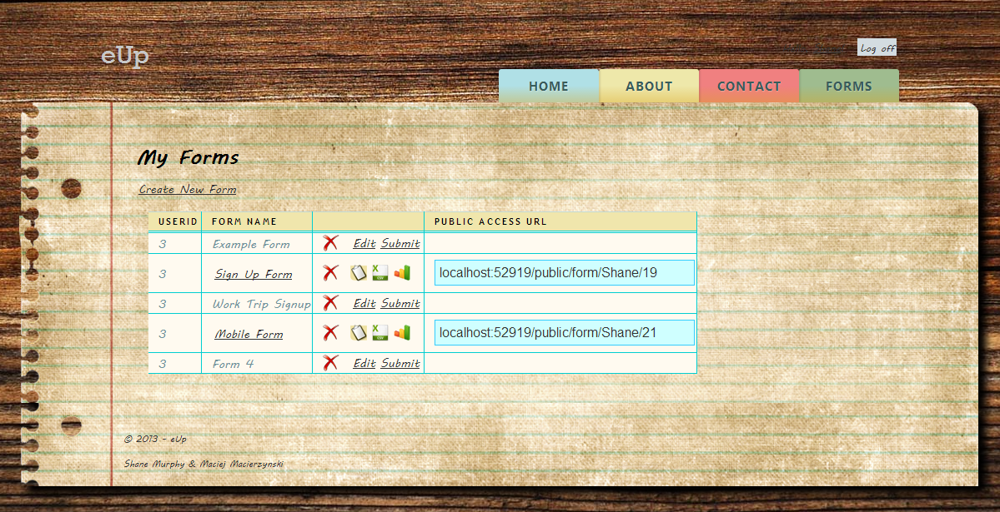 eUp
Log off
HOME ABOUT CONTACT FORMS
My Forms
Create New Form
USERID FORM NAME PUBLIC ACCESS URL
3 Example Form Edit Submit
3 Sign Up Form CSV localhost:52919/public/form/Shane/19
3 Work Trip Signup Edit Submit
3 Mobile Form CSV localhost:52919/public/form/Shane/21
3 Form 4 Edit Submit
© 2013 - eUp
Shane Murphy & Maciej Macierzynski